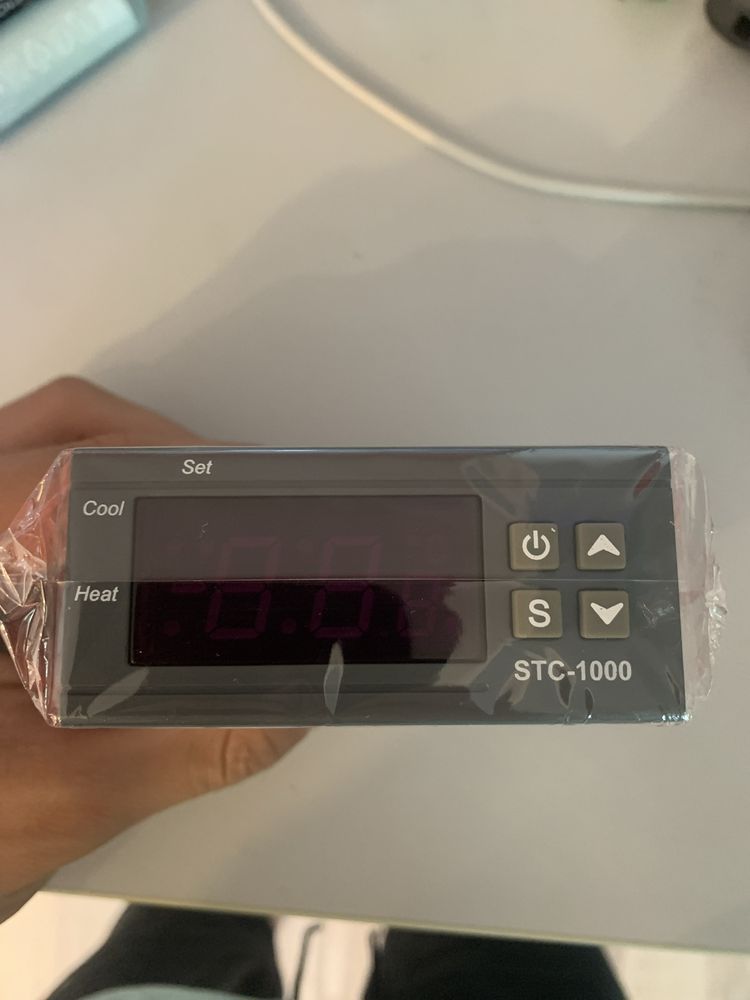 Set
Cool
Heat
S
STC-1000